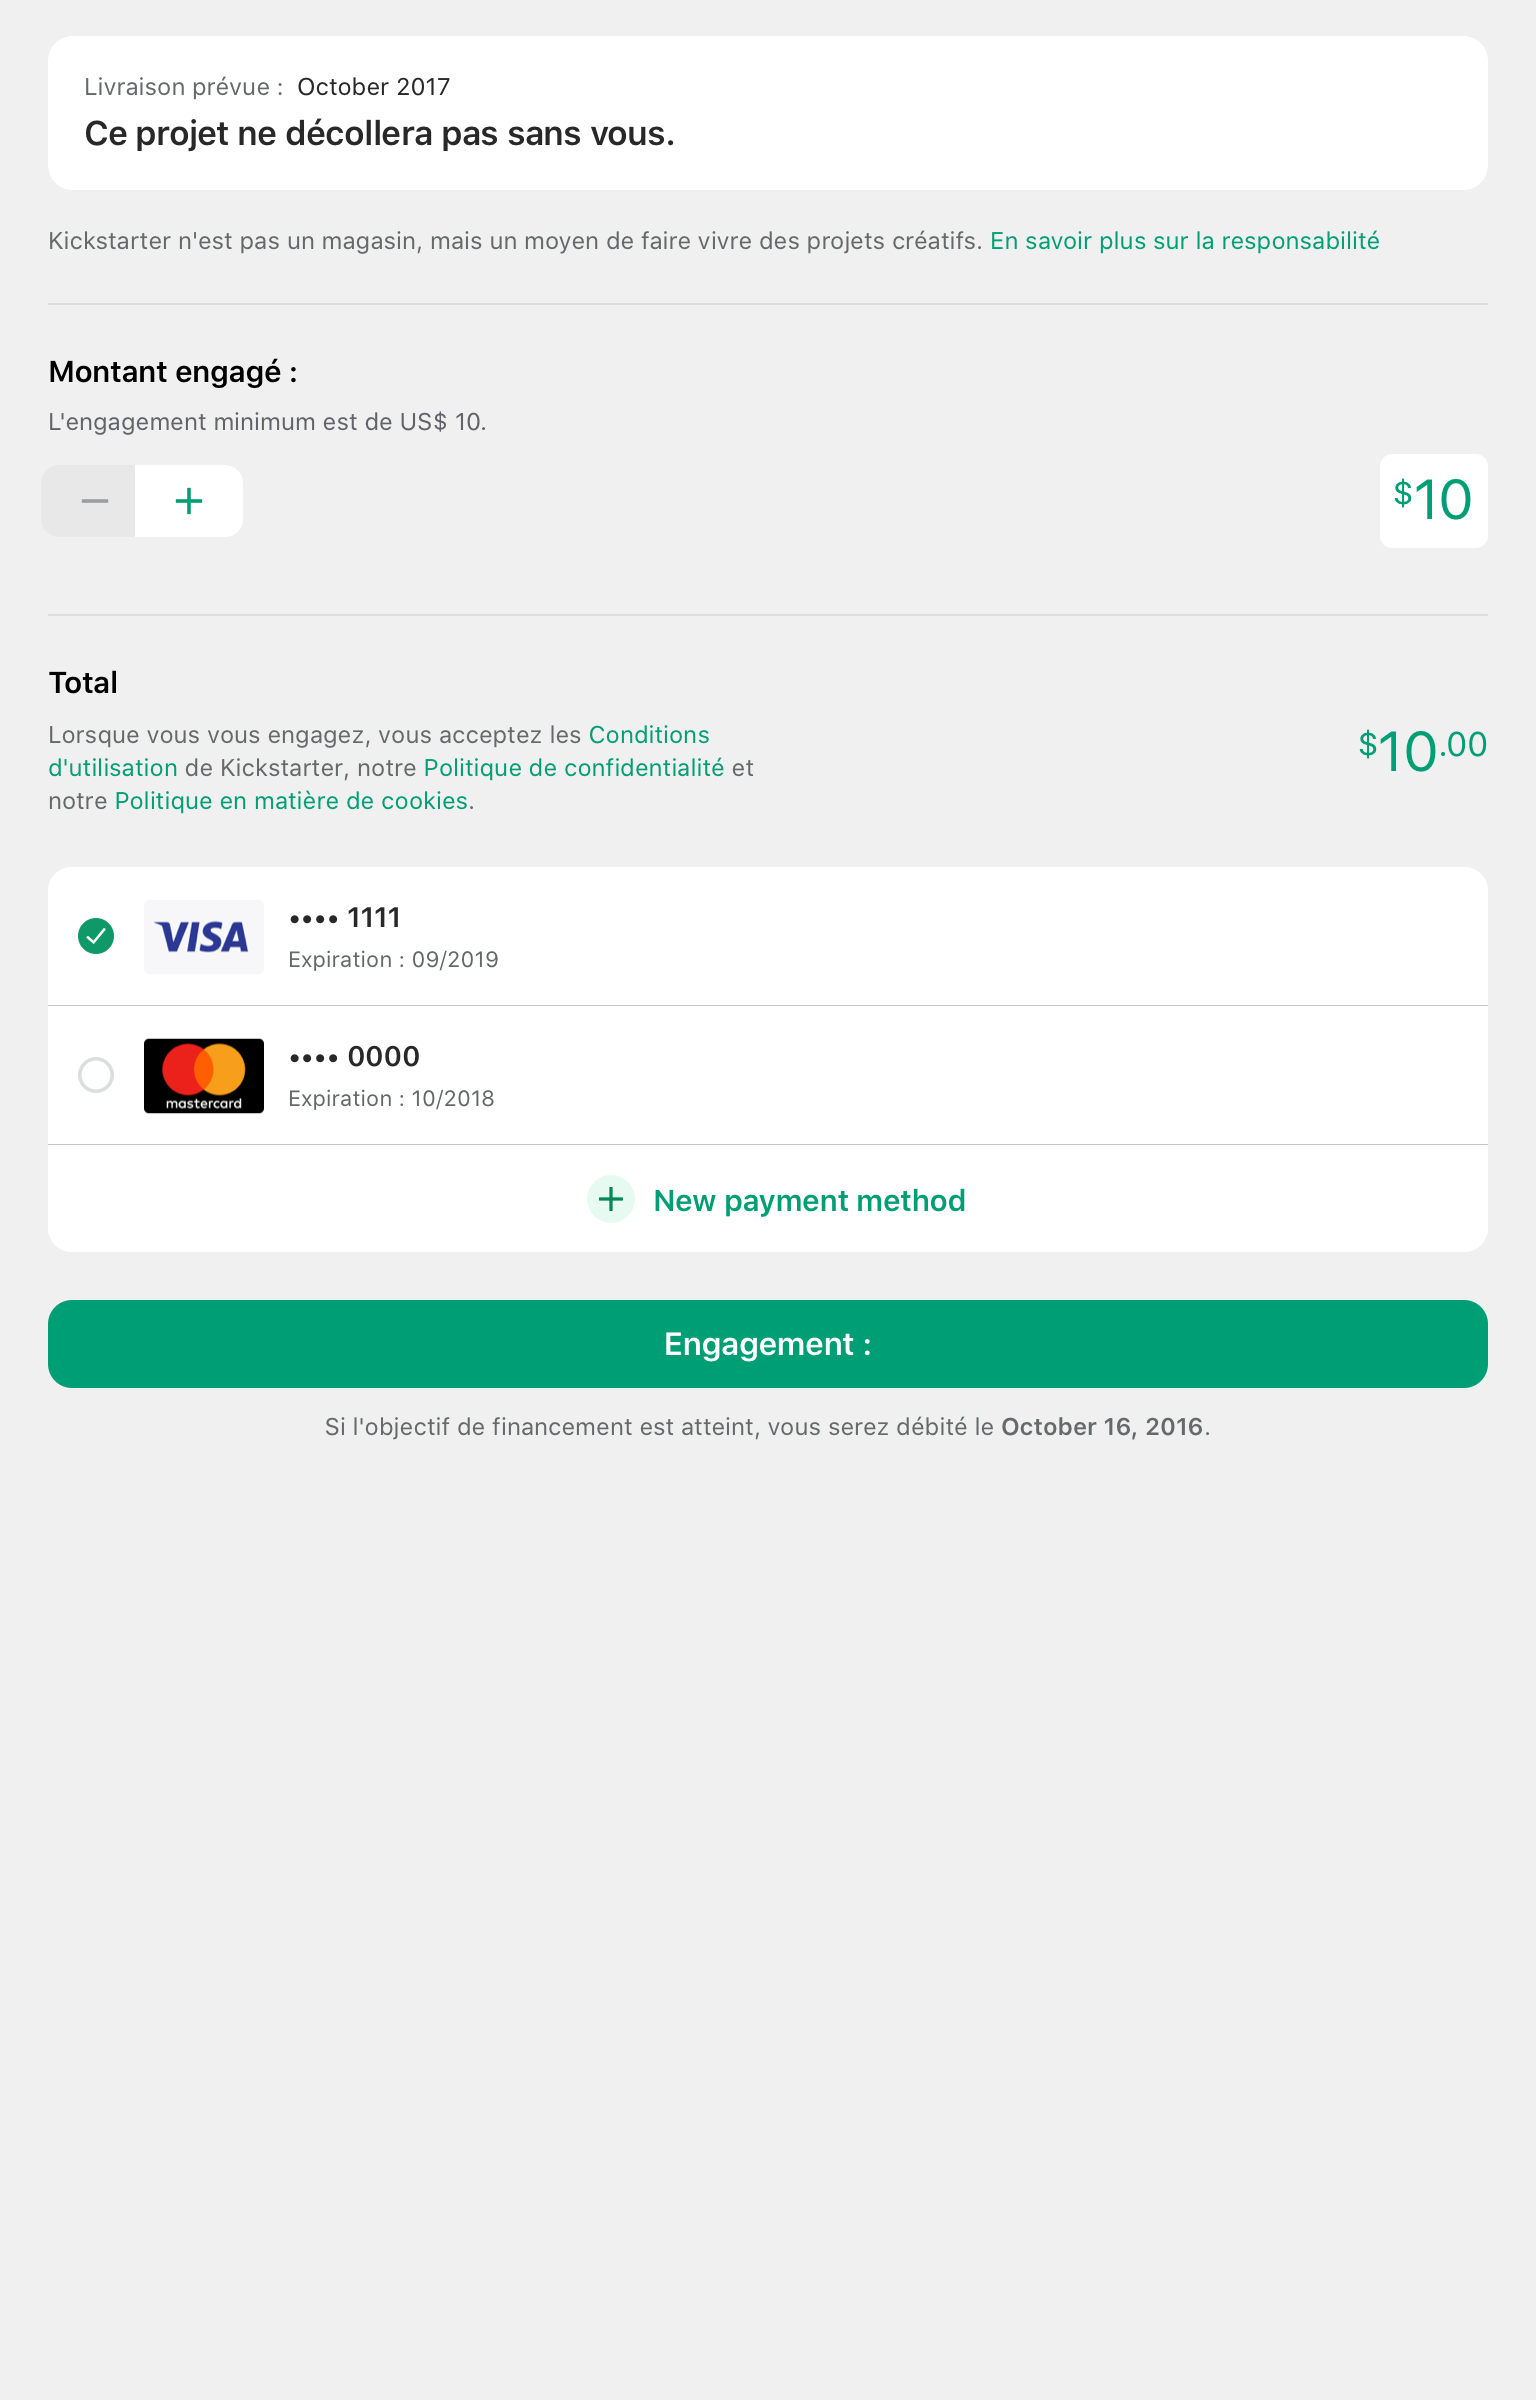 Livraison prévue : October 2017
Ce projet ne décollera pas sans vous.
Kickstarter n'est pas un magasin, mais un moyen de faire vivre des projets créatifs. En savoir plus sur la responsabilité
Montant engagé :
L'engagement minimum est de US$ 10.
− +
$10
Total
Lorsque vous vous engagez, vous acceptez les Conditions
d'utilisation de Kickstarter, notre Politique de confidentialité et
notre Politique en matière de cookies.
$10.00
VISA
•••• 1111
Expiration : 09/2019
mastercard
•••• 0000
Expiration : 10/2018
+ New payment method
Engagement :
Si l'objectif de financement est atteint, vous serez débité le October 16, 2016.